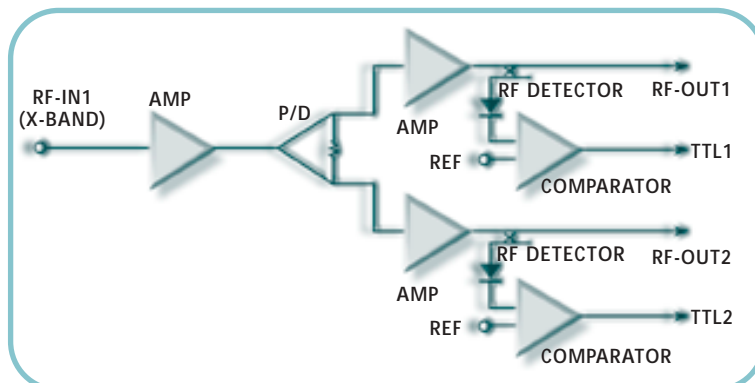 RF-IN1
(X-BAND)
AMP
P/D
AMP
RF DETECTOR
RF-OUT1
REF
TTL1
COMPARATOR
AMP
RF DETECTOR
RF-OUT2
REF
TTL2
COMPARATOR